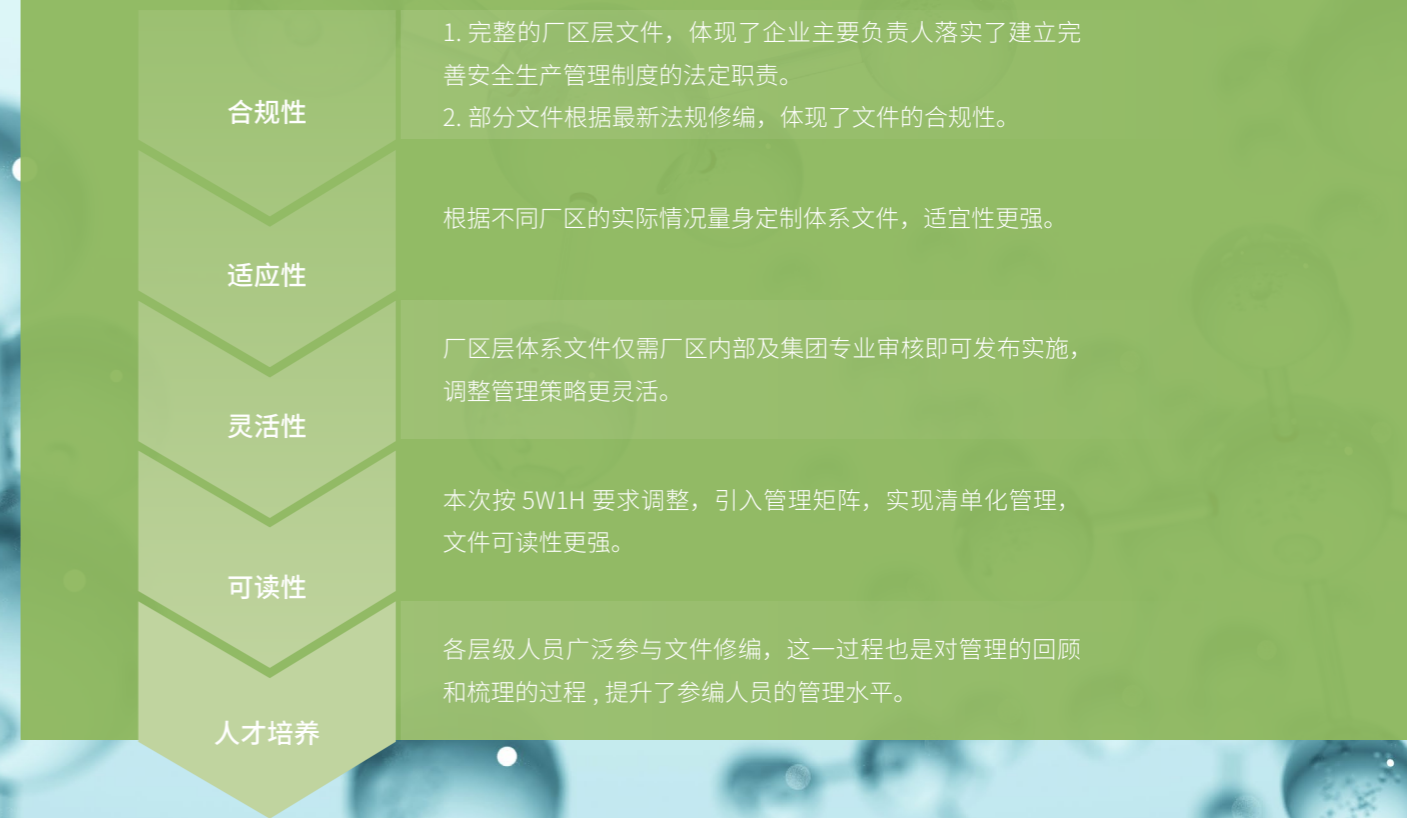 合规性
1. 完整的厂区层文件，体现了企业主要负责人落实了建立完
善安全生产管理制度的法定职责。
2. 部分文件根据最新法规修编，体现了文件的合规性。
适应性
根据不同厂区的实际情况量身定制体系文件，适宜性更强。
灵活性
厂区层体系文件仅需厂区内部及集团专业审核即可发布实施，
调整管理策略更灵活。
可读性
本次按 5W1H 要求调整，引入管理矩阵，实现清单化管理，
文件可读性更强。
人才培养
各层级人员广泛参与文件修编，这一过程也是对管理的回顾
和梳理的过程 , 提升了参编人员的管理水平。